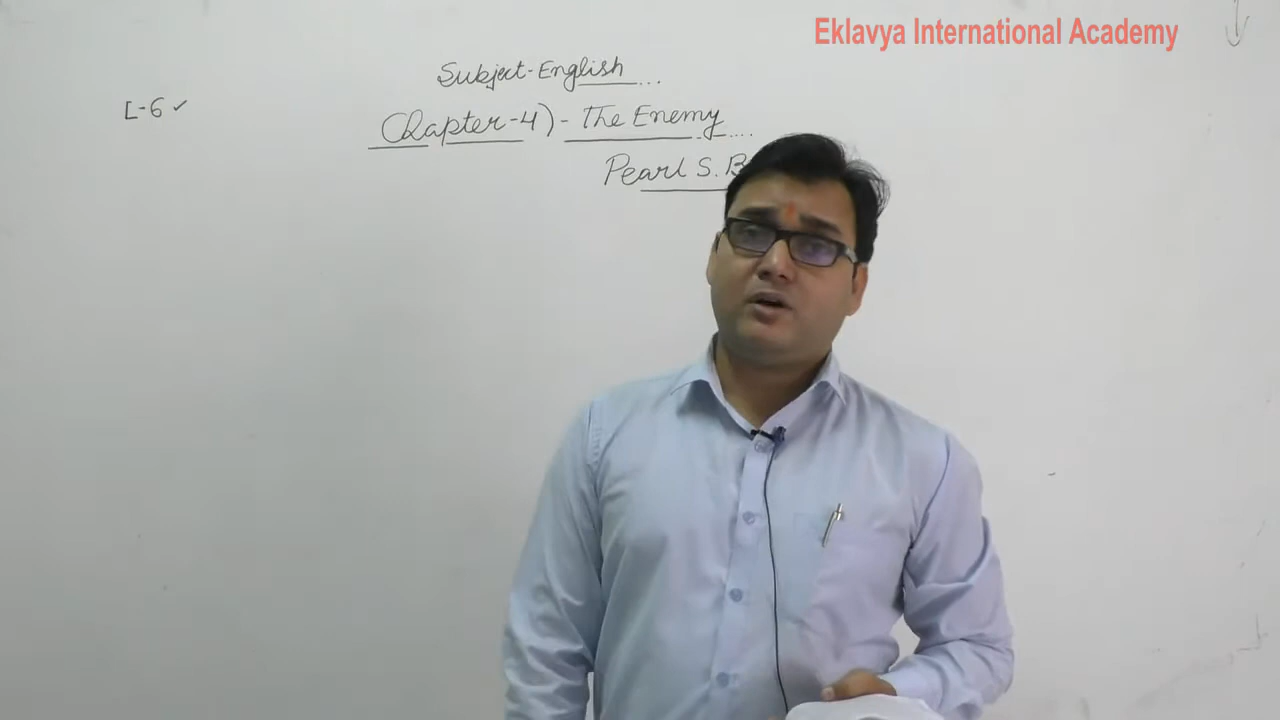 Eklavya International Academy
Subject-English...
L-6 ✓
Chapter-4)- The Enemy....
Pearl S.